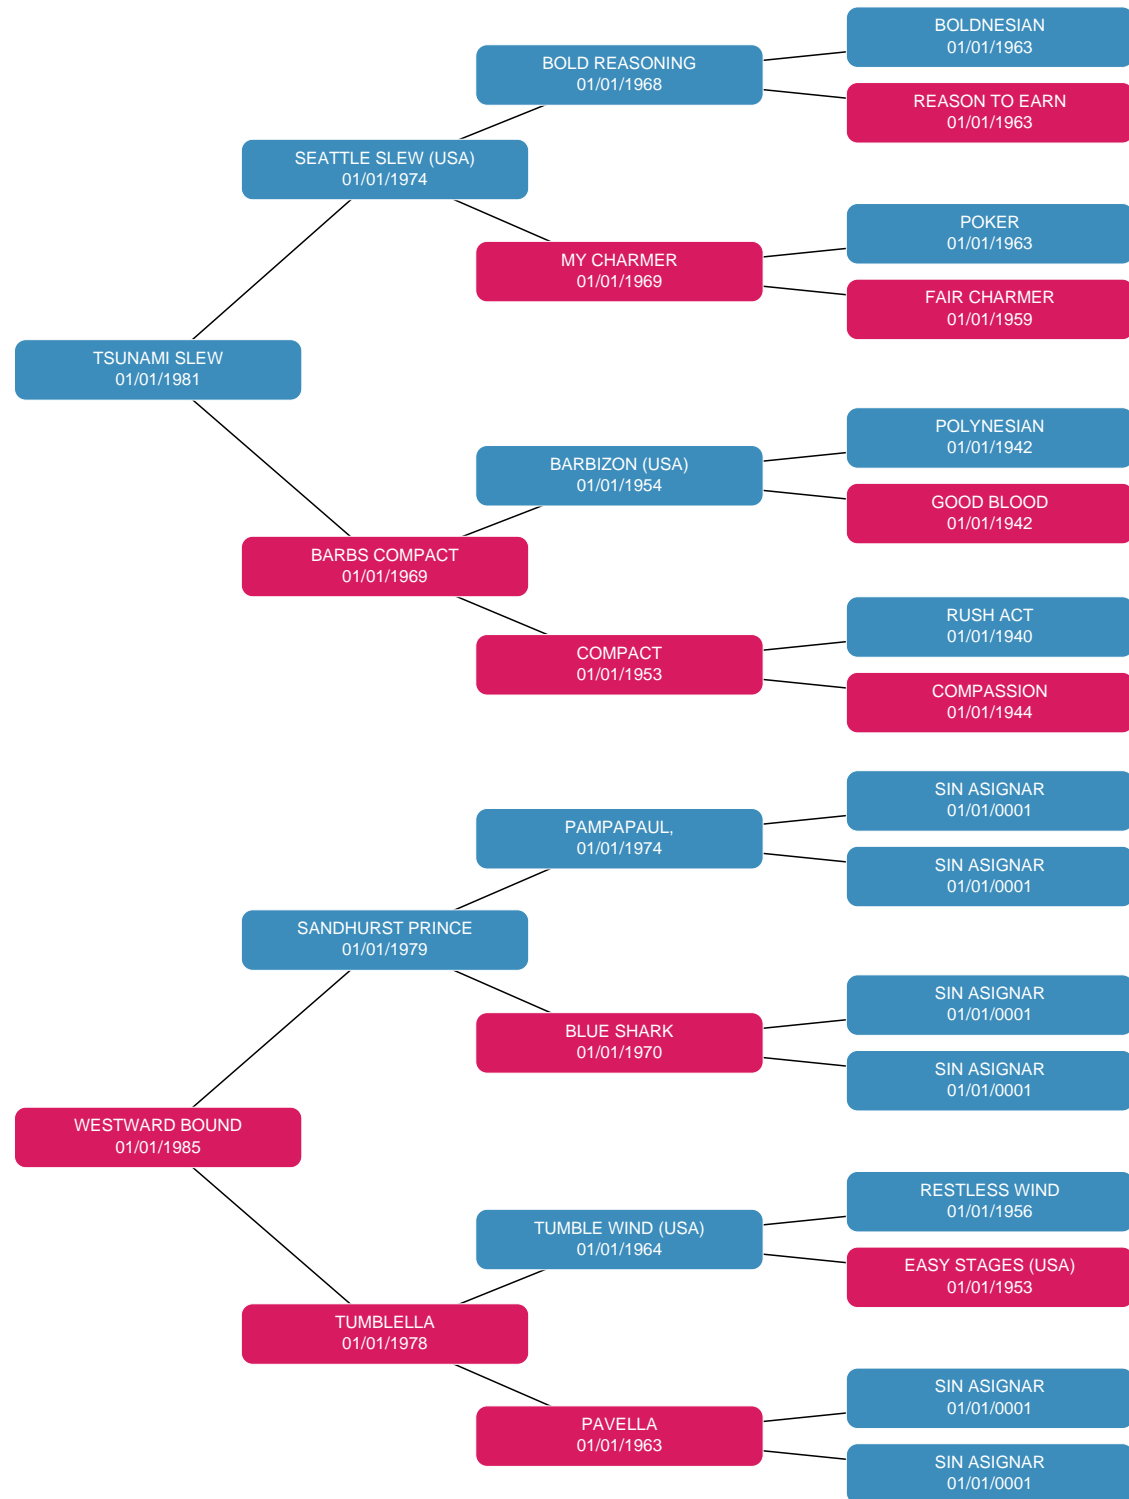 BOLDNESIAN
01/01/1963
BOLD REASONING
01/01/1968
REASON TO EARN
01/01/1963
SEATTLE SLEW (USA)
01/01/1974
POKER
01/01/1963
MY CHARMER
01/01/1969
FAIR CHARMER
01/01/1959
TSUNAMI SLEW
01/01/1981
POLYNESIAN
01/01/1942
BARBIZON (USA)
01/01/1954
GOOD BLOOD
01/01/1942
BARBS COMPACT
01/01/1969
RUSH ACT
01/01/1940
COMPACT
01/01/1953
COMPASSION
01/01/1944
SIN ASIGNAR
01/01/0001
PAMPAPAUL,
01/01/1974
SIN ASIGNAR
01/01/0001
SANDHURST PRINCE
01/01/1979
SIN ASIGNAR
01/01/0001
BLUE SHARK
01/01/1970
SIN ASIGNAR
01/01/0001
WESTWARD BOUND
01/01/1985
RESTLESS WIND
01/01/1956
TUMBLE WIND (USA)
01/01/1964
EASY STAGES (USA)
01/01/1953
TUMBLELLA
01/01/1978
SIN ASIGNAR
01/01/0001
PAVELLA
01/01/1963
SIN ASIGNAR
01/01/0001